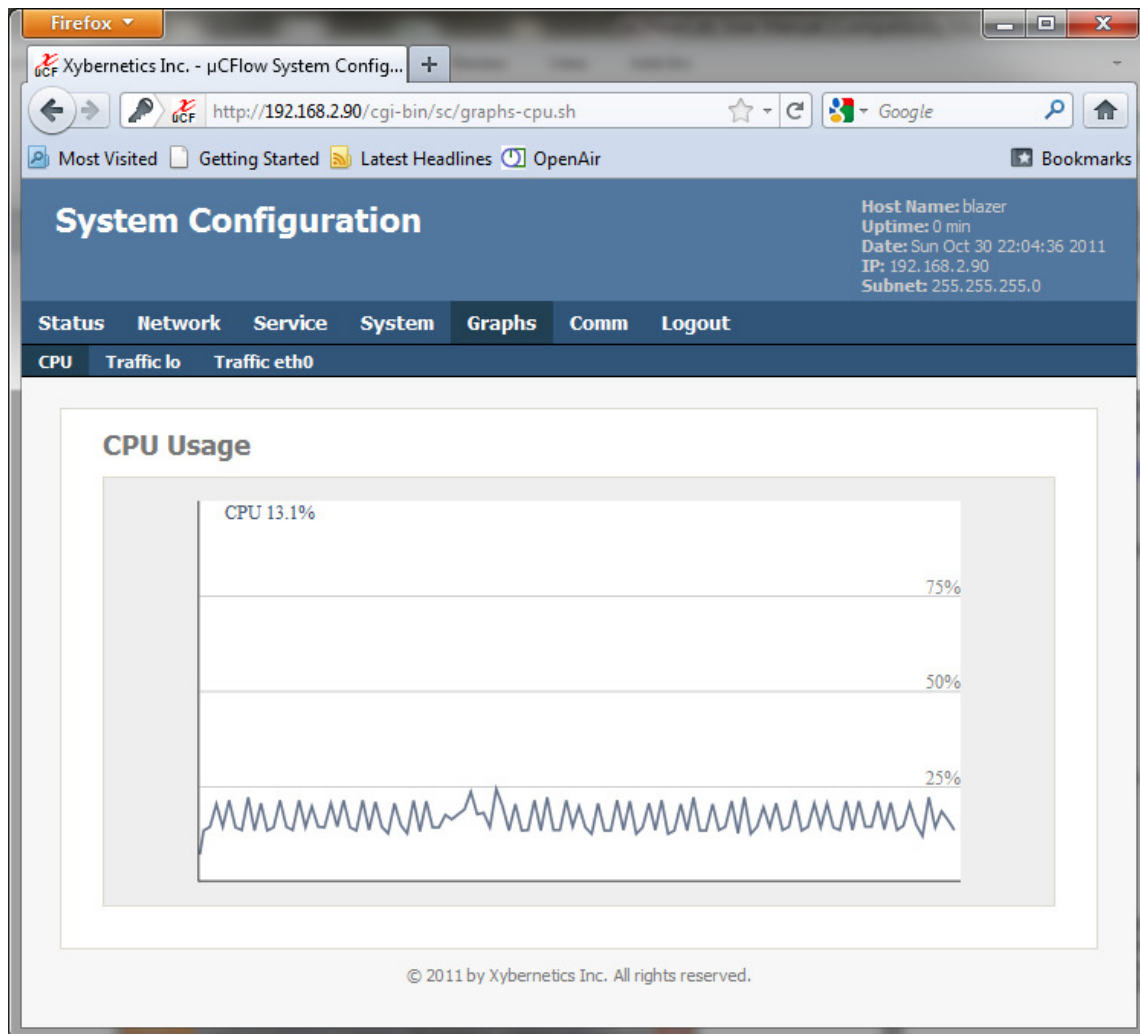 Firefox
Xybernetics Inc. - µCFlow System Config...
http://192.168.2.90/cgi-bin/sc/graphs-cpu.sh
Google
Most Visited Getting Started Latest Headlines OpenAir Bookmarks
System Configuration
Host Name: blazer
Uptime: 0 min
Date: Sun Oct 30 22:04:36 2011
IP: 192.168.2.90
Subnet: 255.255.255.0
Status Network Service System Graphs Comm Logout
CPU Traffic lo Traffic eth0
CPU Usage
CPU 13.1%
75%
50%
25%
© 2011 by Xybernetics Inc. All rights reserved.